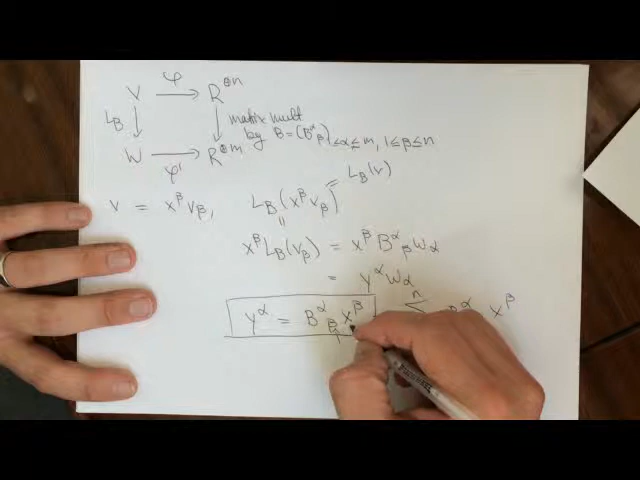 V φ→ R^{⊕n}
L_B ↓ ↓ matrix mult
by B = (B^α_β)_{1≤α≤m, 1≤β≤n}
W →φ' R^{⊕m}
= L_B(v)
v = x^β v_β, L_B(x^β v_β)
=
x^β L_B(v_β) = x^β B^α_β w_α
= y^α w_α
y^α = B^α_β x^β Σ^n B^α x^β